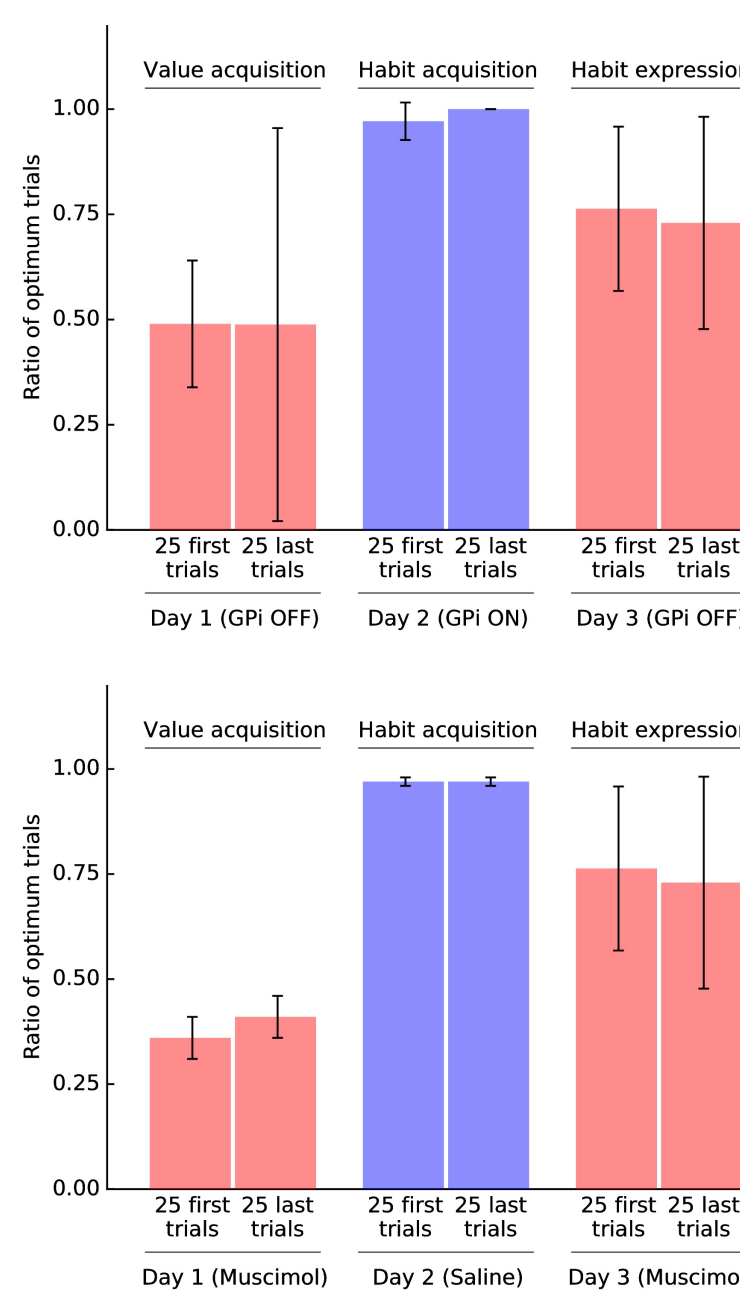 Value acquisition Habit acquisition Habit expression
1.00
0.75
0.50
0.25
0.00
Ratio of optimum trials
25 first trials 25 last trials 25 first trials 25 last trials 25 first trials 25 last trials
Day 1 (GPi OFF) Day 2 (GPi ON) Day 3 (GPi OFF)
Value acquisition Habit acquisition Habit expression
1.00
0.75
0.50
0.25
0.00
Ratio of optimum trials
25 first trials 25 last trials 25 first trials 25 last trials 25 first trials 25 last trials
Day 1 (Muscimol) Day 2 (Saline) Day 3 (Muscimo